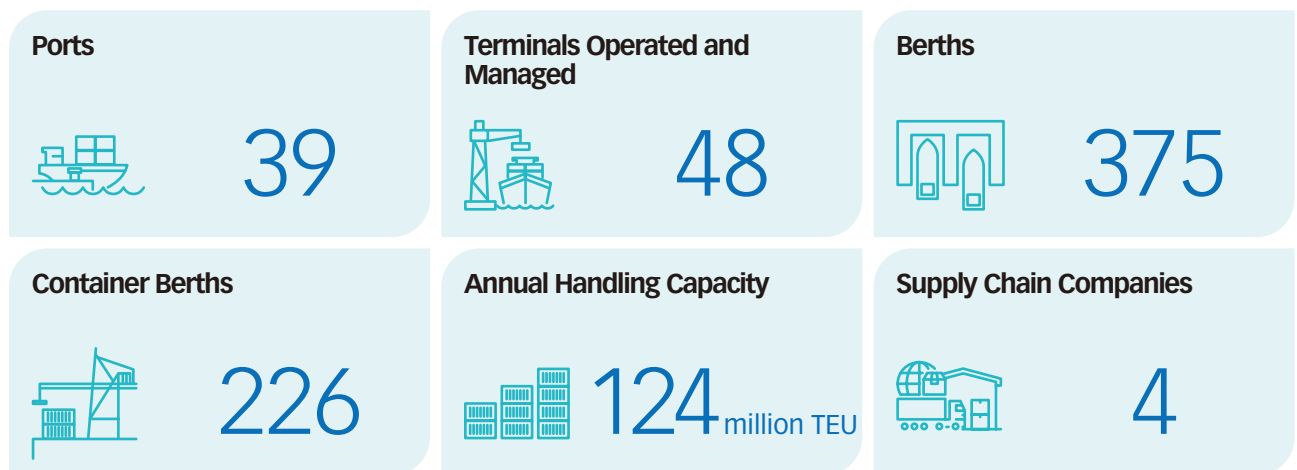 Ports
39
Terminals Operated and
Managed
48
Berths
375
Container Berths
226
Annual Handling Capacity
124 million TEU
Supply Chain Companies
4